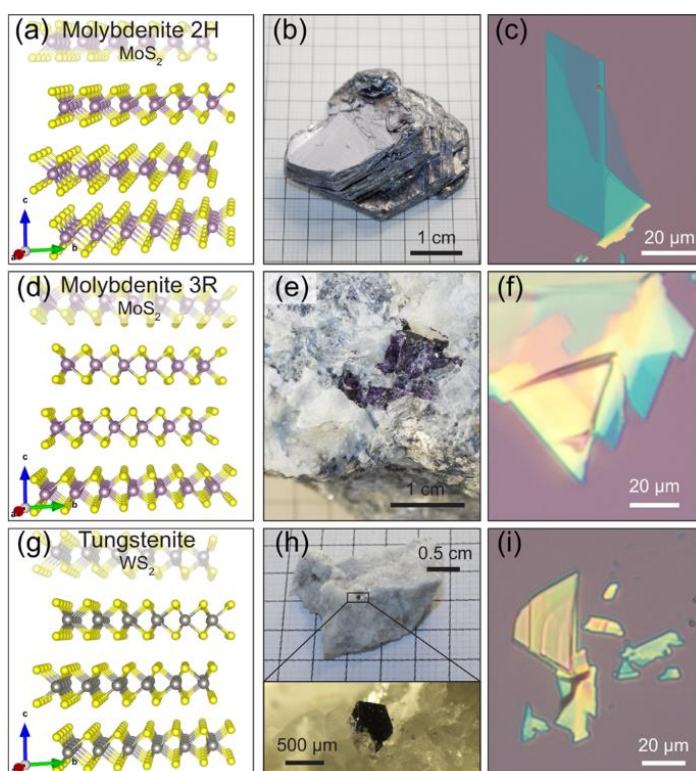 (a) Molybdenite 2H
MoS₂
c
a
b
(b)
1 cm
(c)
20 µm
(d) Molybdenite 3R
MoS₂
c
a
b
(e)
1 cm
(f)
20 µm
(g) Tungstenite
WS₂
c
a
b
(h)
0.5 cm
500 µm
(i)
20 µm